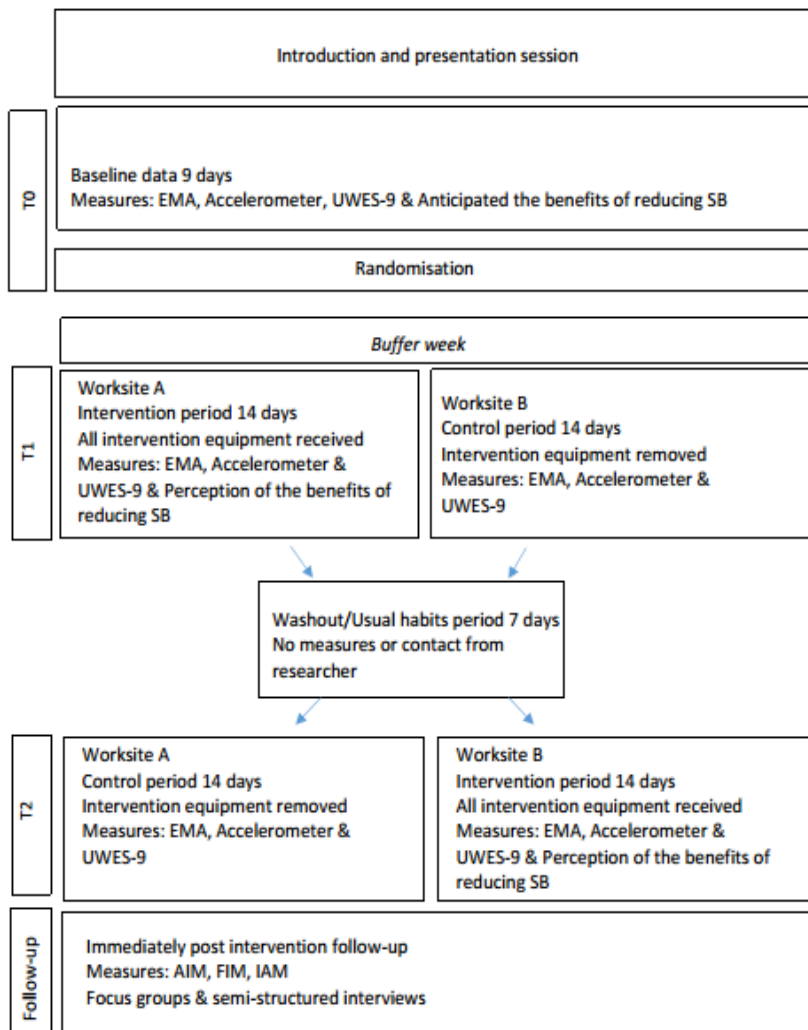 Introduction and presentation session
T0
Baseline data 9 days
Measures: EMA, Accelerometer, UWES-9 & Anticipated the benefits of reducing SB
Randomisation
Buffer week
T1
Worksite A
Intervention period 14 days
All intervention equipment received
Measures: EMA, Accelerometer &
UWES-9 & Perception of the benefits of
reducing SB
Worksite B
Control period 14 days
Intervention equipment removed
Measures: EMA, Accelerometer &
UWES-9
Washout/Usual habits period 7 days
No measures or contact from
researcher
T2
Worksite A
Control period 14 days
Intervention equipment removed
Measures: EMA, Accelerometer &
UWES-9
Worksite B
Intervention period 14 days
All intervention equipment received
Measures: EMA, Accelerometer &
UWES-9 & Perception of the benefits of
reducing SB
Follow-up
Immediately post intervention follow-up
Measures: AIM, FIM, IAM
Focus groups & semi-structured interviews